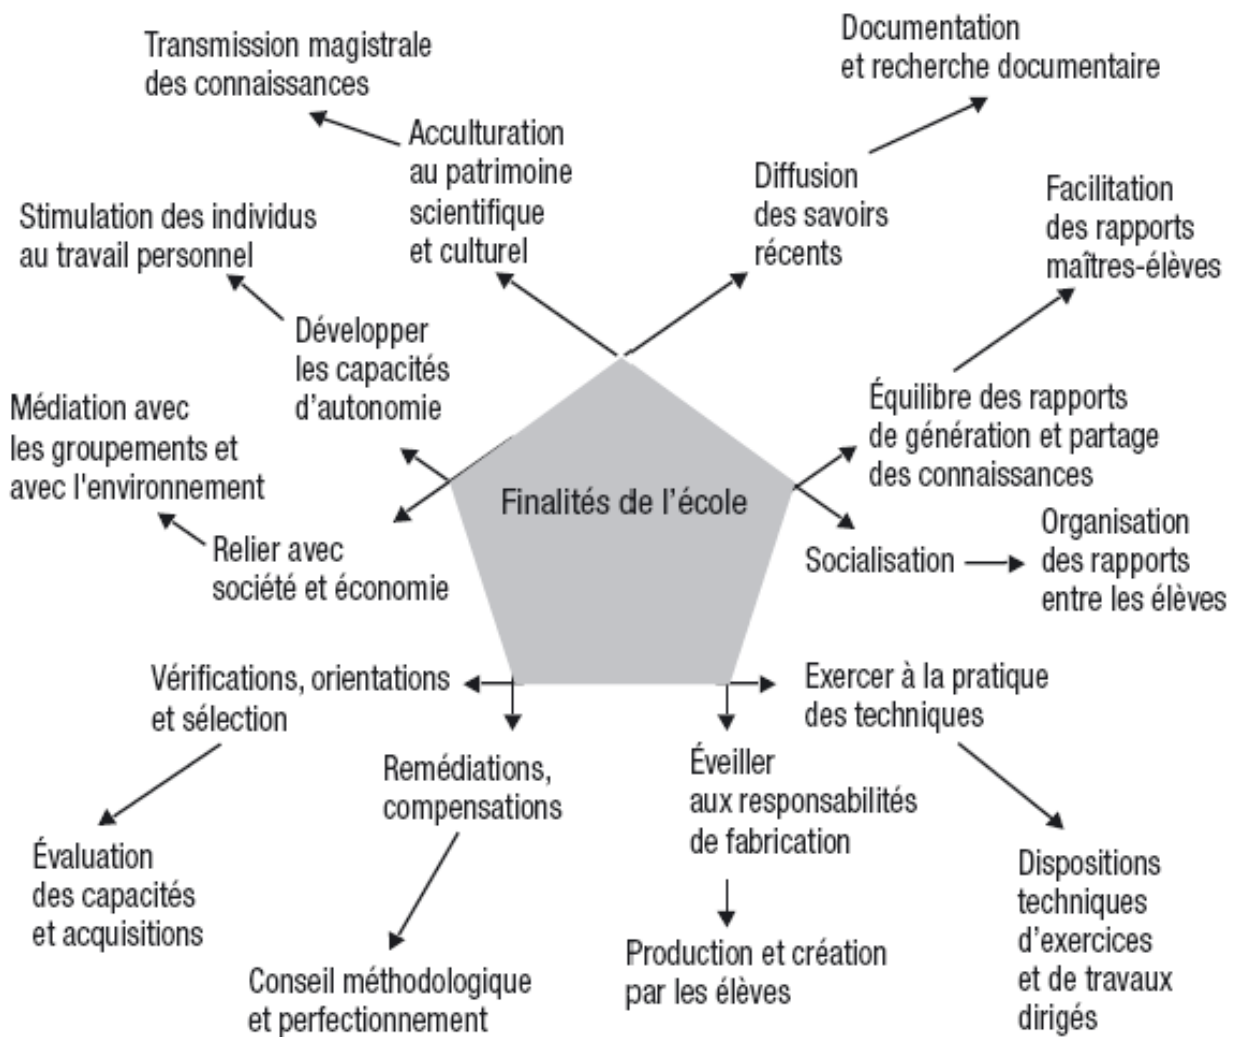 Transmission magistrale
des connaissances
Documentation
et recherche documentaire
Acculturation
au patrimoine
scientifique
et culturel
Diffusion
des savoirs
récents
Facilitation
des rapports
maîtres-élèves
Stimulation des individus
au travail personnel
Développer
les capacités
d’autonomie
Équilibre des rapports
de génération et partage
des connaissances
Médiation avec
les groupements et
avec l'environnement
Finalités de l’école
Relier avec
société et économie
Socialisation
Organisation
des rapports
entre les élèves
Vérifications, orientations
et sélection
Exercer à la pratique
des techniques
Remédiations,
compensations
Éveiller
aux responsabilités
de fabrication
Évaluation
des capacités
et acquisitions
Dispositions
techniques
d’exercices
et de travaux
dirigés
Conseil méthodologique
et perfectionnement
Production et création
par les élèves